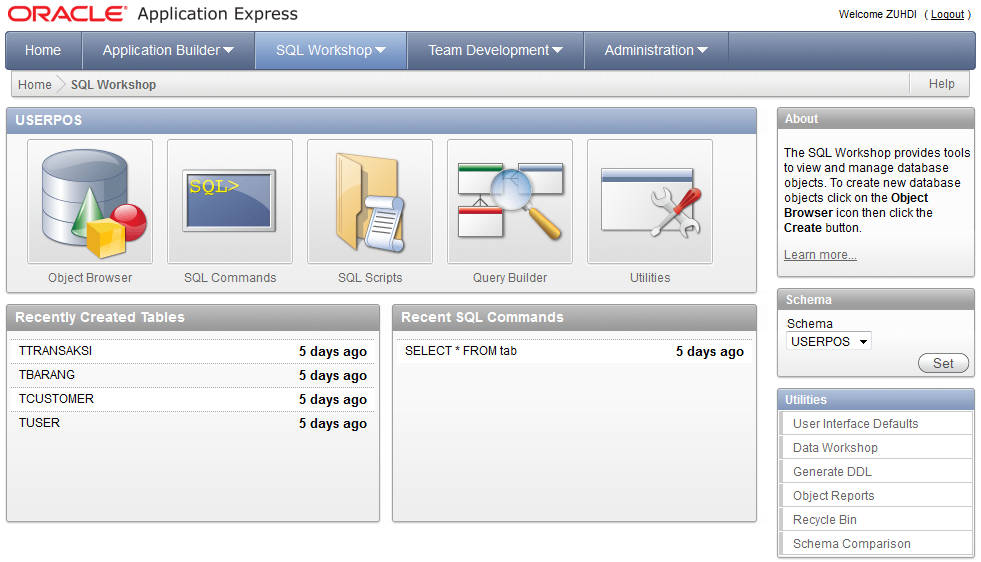 ORACLE® Application Express
Welcome ZUHDI ( Logout )
Home Application Builder SQL Workshop Team Development Administration
Home SQL Workshop Help
USERPOS
SQL>
Object Browser SQL Commands SQL Scripts Query Builder Utilities
Recently Created Tables
TTRANSAKSI 5 days ago
TBARANG 5 days ago
TCUSTOMER 5 days ago
TUSER 5 days ago
Recent SQL Commands
SELECT * FROM tab 5 days ago
About
The SQL Workshop provides tools
to view and manage database
objects. To create new database
objects click on the Object
Browser icon then click the
Create button.
Learn more...
Schema
Schema
USERPOS
Set
Utilities
User Interface Defaults
Data Workshop
Generate DDL
Object Reports
Recycle Bin
Schema Comparison